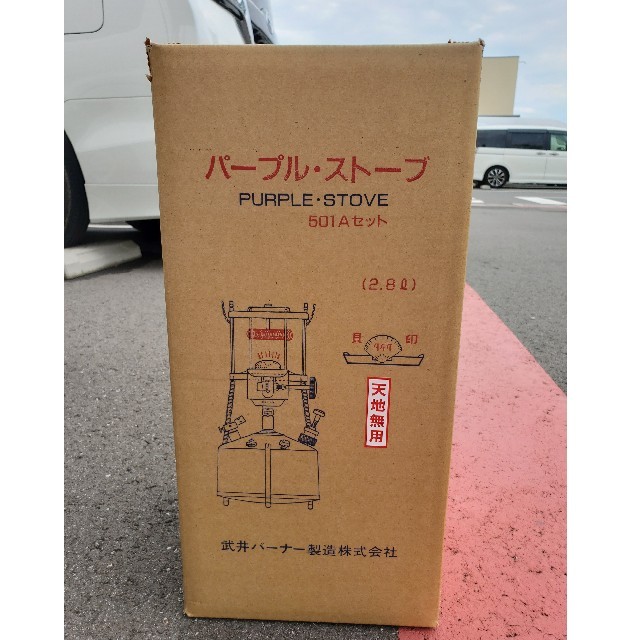 パープル・ストーブ
PURPLE・STOVE
501Aセット
(2.8ℓ)
貝 印
天地無用
武井バーナー製造株式会社